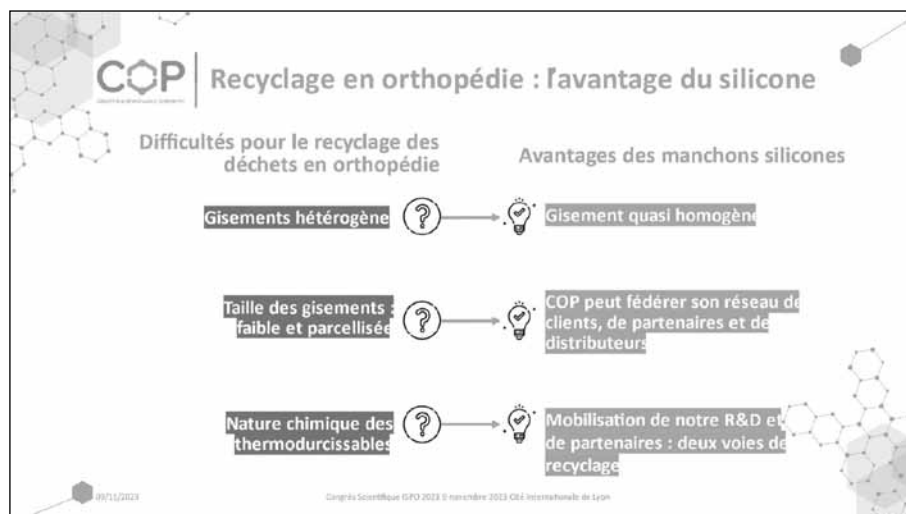 COP
Recyclage en orthopédie : l'avantage du silicone
Difficultés pour le recyclage des
déchets en orthopédie
Avantages des manchons silicones
Gisements hétérogène
?
Gisement quasi homogène
Taille des gisements :
faible et parcellisée
?
COP peut fédérer son réseau de
clients, de partenaires et de
distributeurs
Nature chimique des
thermodurcissables
?
Mobilisation de notre R&D et
de partenaires : deux voies de
recyclage
09/11/2023
Congrès Scientifique ISPO 2023 9 novembre 2023 Cité Internationale de Lyon